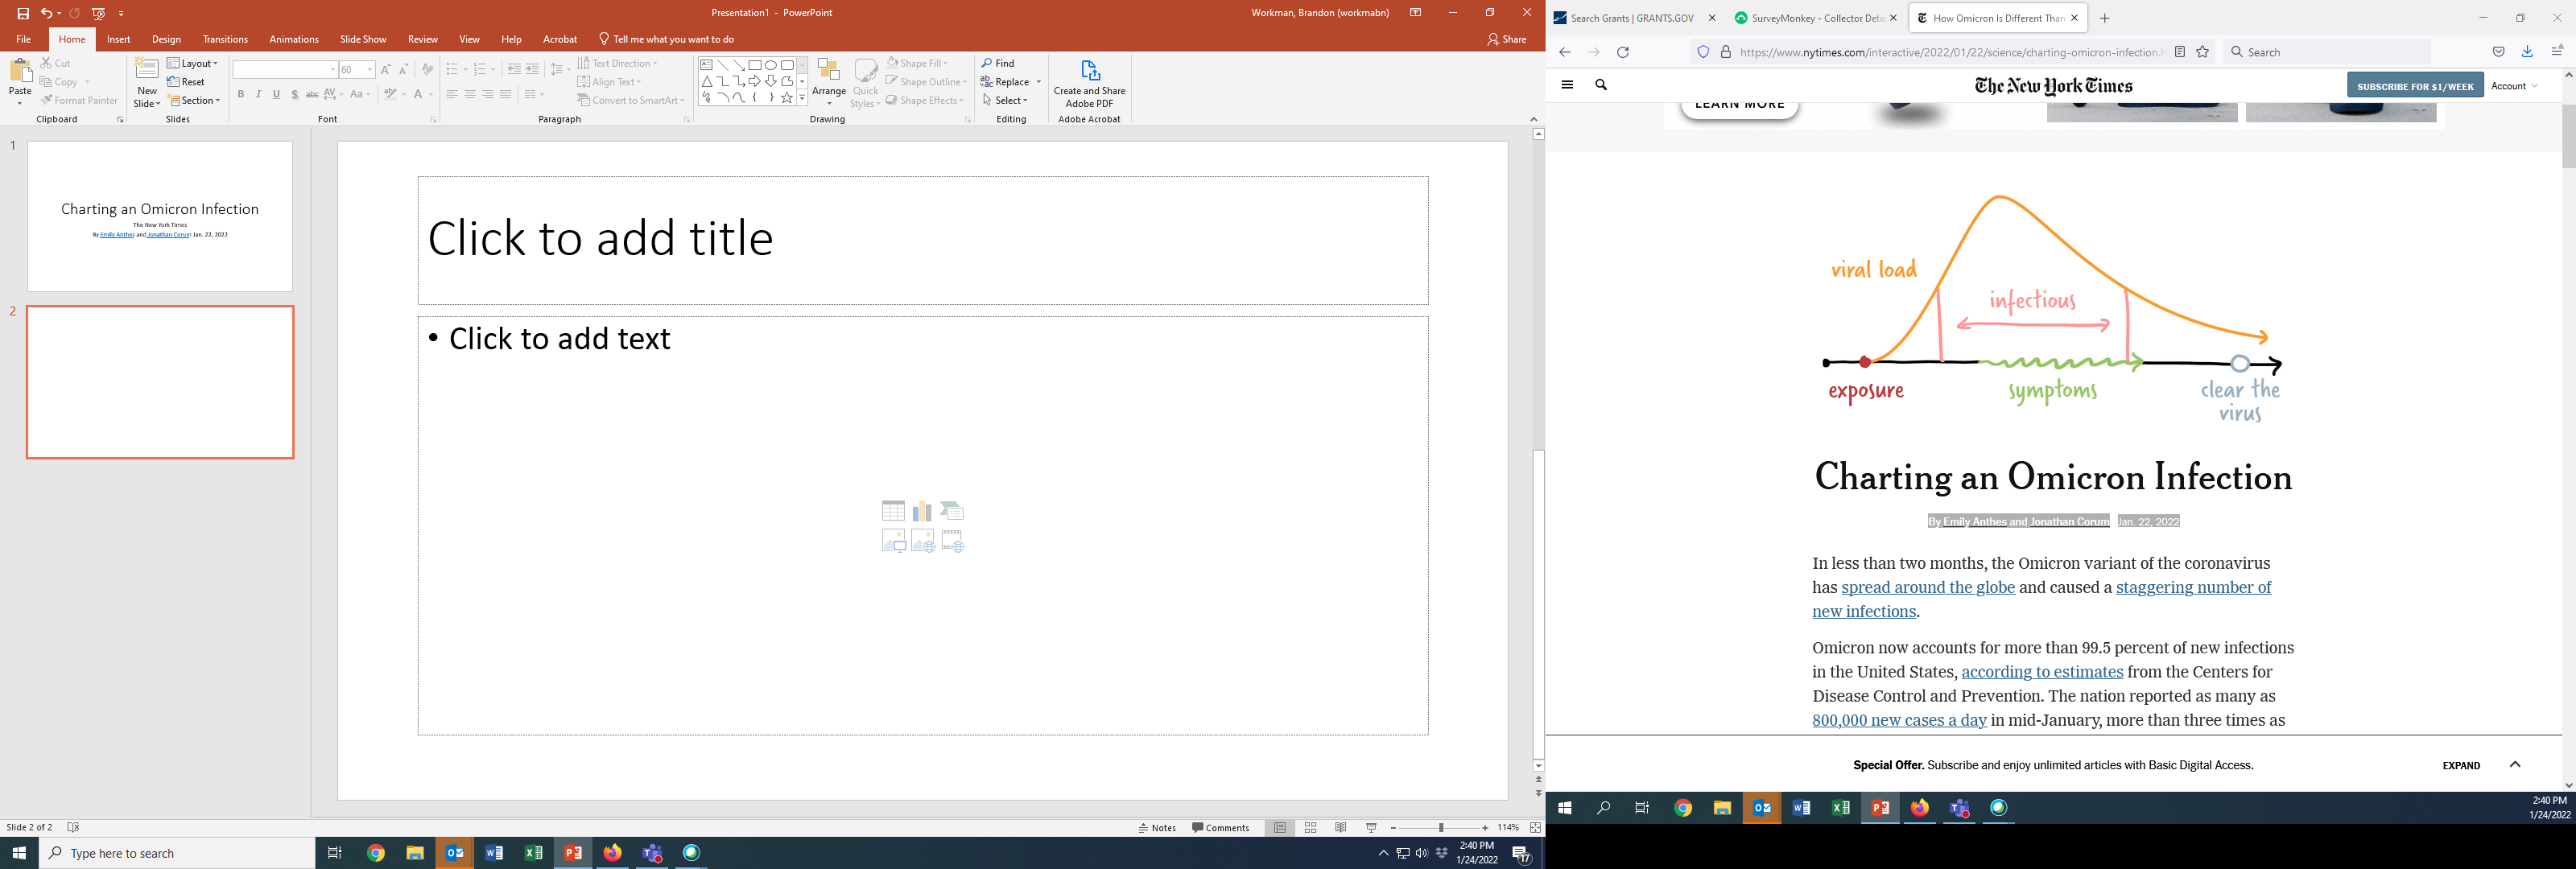 Presentation1 - PowerPoint
Workman, Brandon (workmabn)
File
Home
Insert
Design
Transitions
Animations
Slide Show
Review
View
Help
Acrobat
Tell me what you want to do
Share
Paste
Cut
Copy
Format Painter
Clipboard
New
Slide
Layout
Reset
Section
Slides
60
Font
Text Direction
Align Text
Convert to SmartArt
Paragraph
Arrange
Quick
Styles
Shape Fill
Shape Outline
Shape Effects
Drawing
Find
Replace
Select
Editing
Create and Share
Adobe PDF
Adobe Acrobat
1
Charting an Omicron Infection
The New York Times
By Emily Anthes and Jonathan Corum Jan. 22, 2022
2
Click to add title
• Click to add text
Slide 2 of 2
Notes
Comments
114%
Type here to search
2:40 PM
1/24/2022
17
Search Grants | GRANTS.GOV
SurveyMonkey - Collector Deta
How Omicron Is Different Than
https://www.nytimes.com/interactive/2022/01/22/science/charting-omicron-infection.h
Search
The New York Times
SUBSCRIBE FOR $1/WEEK
Account
LEARN MORE
viral load
infectious
exposure
symptoms
clear the
virus
Charting an Omicron Infection
By Emily Anthes and Jonathan Corum Jan. 22, 2022
In less than two months, the Omicron variant of the coronavirus
has spread around the globe and caused a staggering number of
new infections.
Omicron now accounts for more than 99.5 percent of new infections
in the United States, according to estimates from the Centers for
Disease Control and Prevention. The nation reported as many as
800,000 new cases a day in mid-January, more than three times as
Special Offer. Subscribe and enjoy unlimited articles with Basic Digital Access.
EXPAND
2:40 PM
1/24/2022